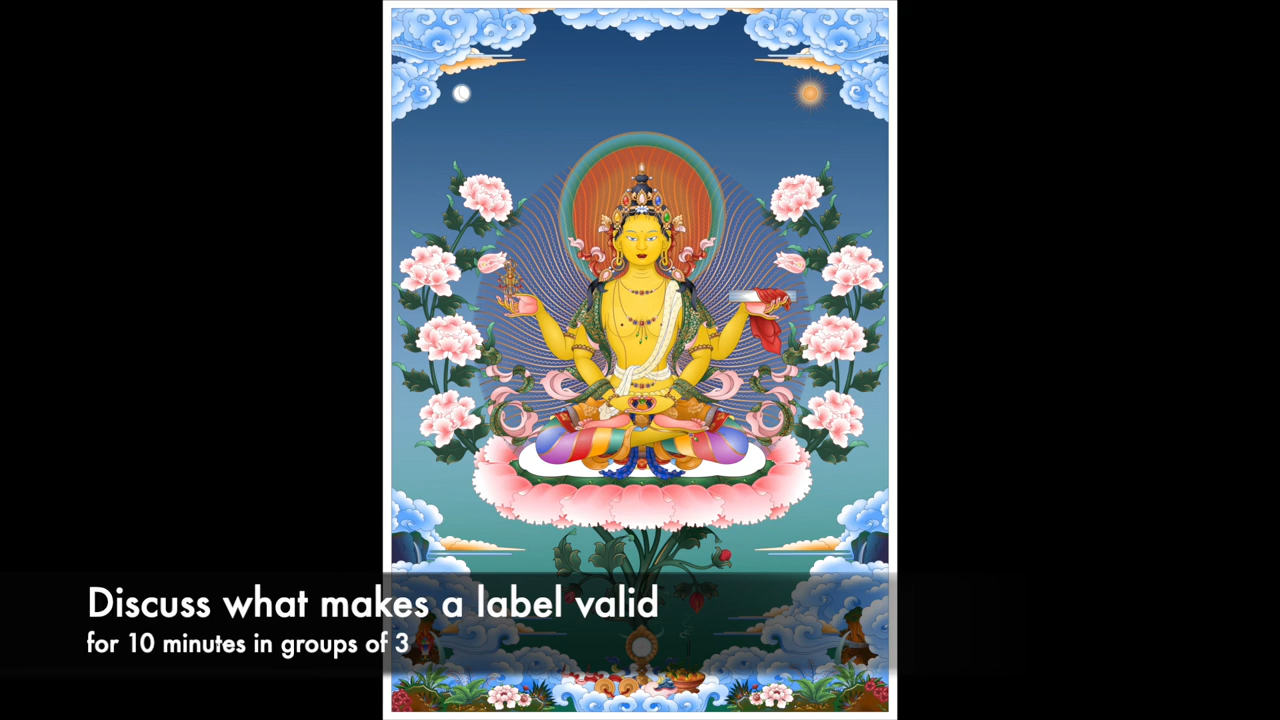 Discuss what makes a label valid
for 10 minutes in groups of 3